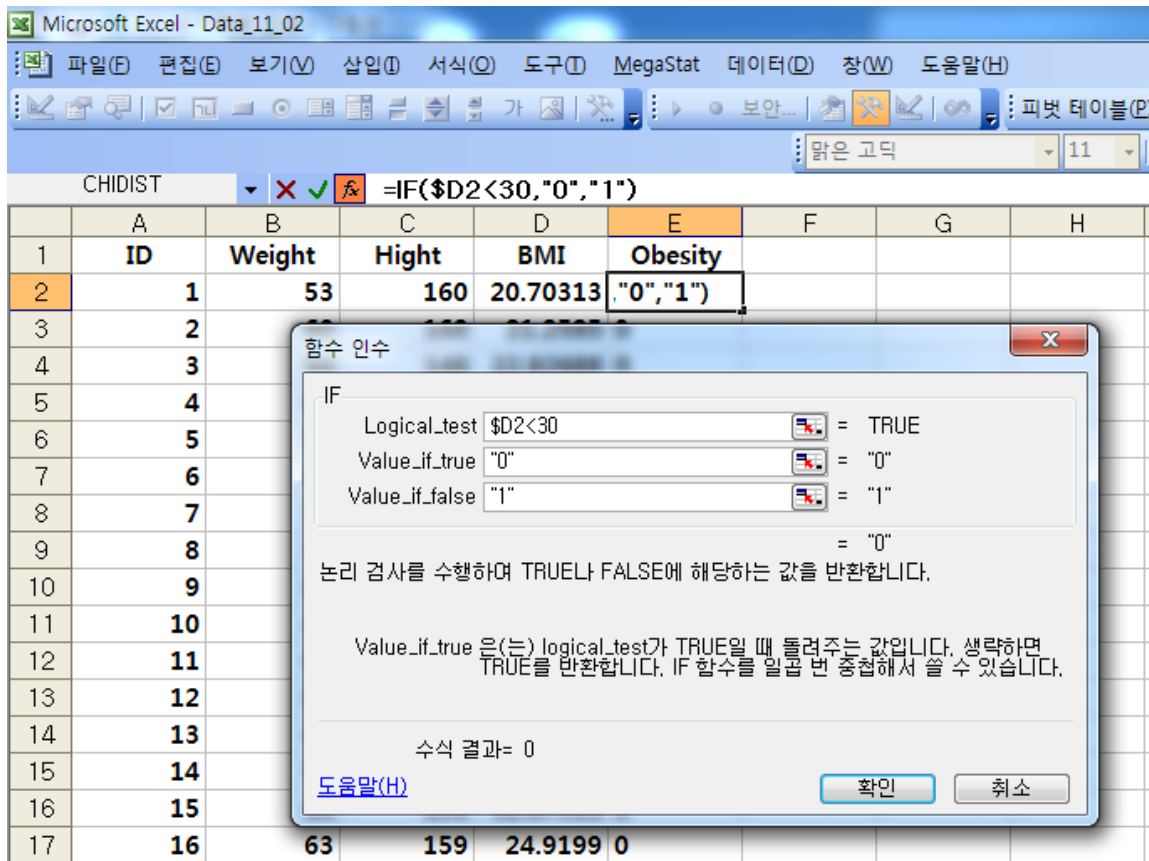 Microsoft Excel - Data_11_02
파일(F) 편집(E) 보기(V) 삽입(I) 서식(O) 도구(T) MegaStat 데이터(D) 창(W) 도움말(H)
가 보안... 피벗 테이블(P)
맑은 고딕 11
CHIDIST fx =IF($D2<30,"0","1")
A B C D E F G H
1 ID Weight Hight BMI Obesity
2 1 53 160 20.70313 ,"0","1")
3 2
4 3
5 4
6 5
7 6
8 7
9 8
10 9
11 10
12 11
13 12
14 13
15 14
16 15
17 16 63 159 24.9199 0
함수 인수
IF
Logical_test $D2<30 = TRUE
Value_if_true "0" = "0"
Value_if_false "1" = "1"
= "0"
논리 검사를 수행하여 TRUE나 FALSE에 해당하는 값을 반환합니다.
Value_if_true 은(는) logical_test가 TRUE일 때 돌려주는 값입니다. 생략하면
TRUE를 반환합니다. IF 함수를 일곱 번 중첩해서 쓸 수 있습니다.
수식 결과= 0
도움말(H)
확인 취소